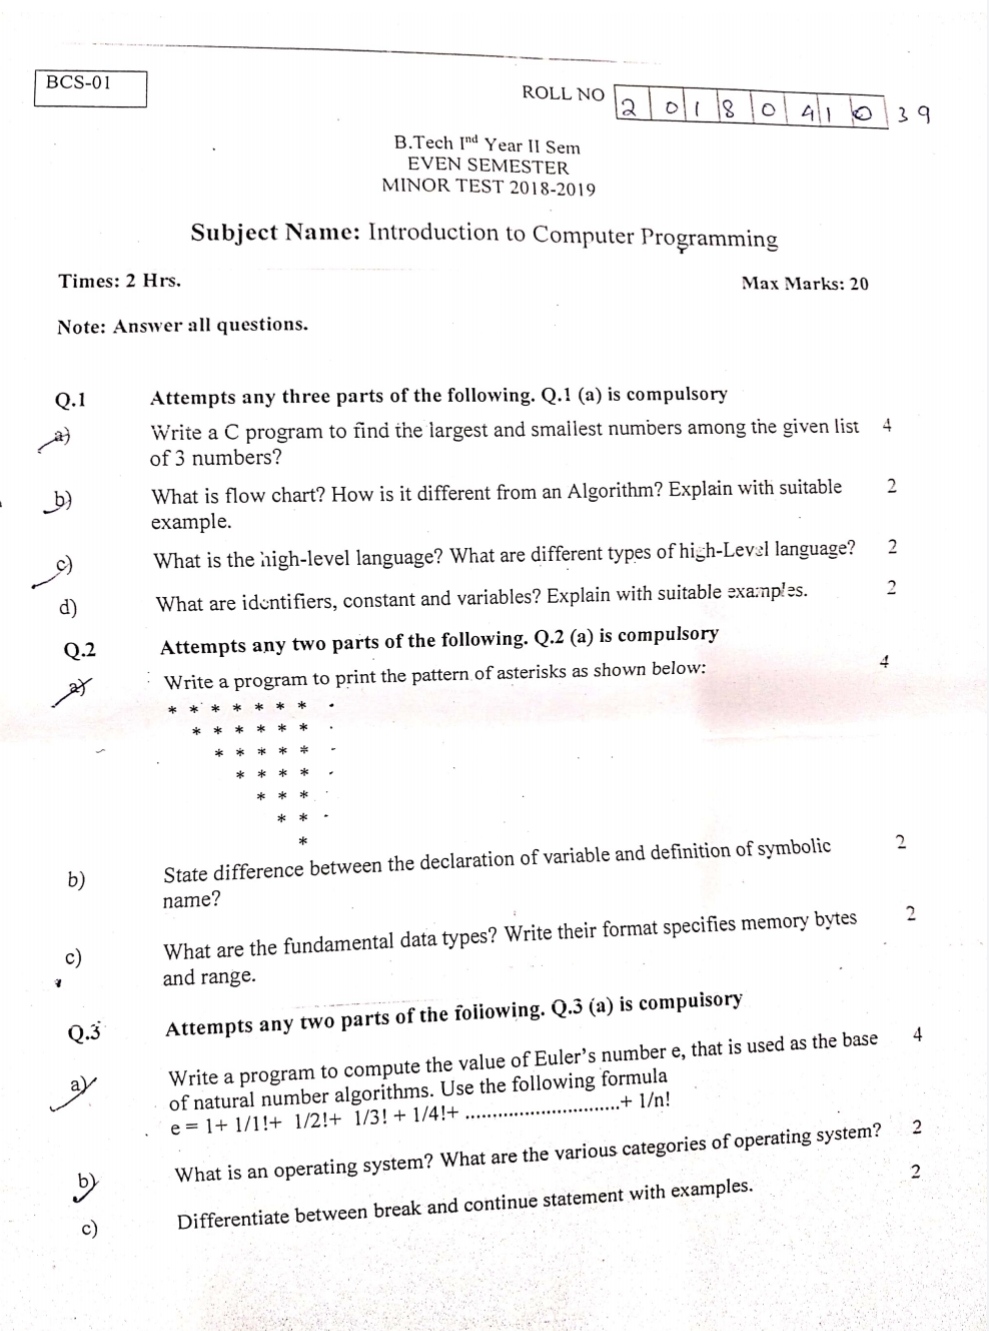 BCS-01
ROLL NO 2018041039
B.Tech Ind Year II Sem
EVEN SEMESTER
MINOR TEST 2018-2019
Subject Name: Introduction to Computer Programming
Times: 2 Hrs. Max Marks: 20
Note: Answer all questions.
Q.1 Attempts any three parts of the following. Q.1 (a) is compulsory
a) Write a C program to find the largest and smallest numbers among the given list 4
of 3 numbers?
b) What is flow chart? How is it different from an Algorithm? Explain with suitable 2
example.
c) What is the high-level language? What are different types of high-Level language? 2
d) What are identifiers, constant and variables? Explain with suitable examples. 2
Q.2 Attempts any two parts of the following. Q.2 (a) is compulsory
a) Write a program to print the pattern of asterisks as shown below: 4
* * * * * * *
* * * * * *
* * * * *
* * * *
* * *
* *
*
b) State difference between the declaration of variable and definition of symbolic 2
name?
c) What are the fundamental data types? Write their format specifies memory bytes 2
and range.
Q.3 Attempts any two parts of the following. Q.3 (a) is compulsory
a) Write a program to compute the value of Euler's number e, that is used as the base 4
of natural number algorithms. Use the following formula
e = 1+ 1/1!+ 1/2!+ 1/3! + 1/4!+ ............................+ 1/n!
b) What is an operating system? What are the various categories of operating system? 2
c) Differentiate between break and continue statement with examples. 2